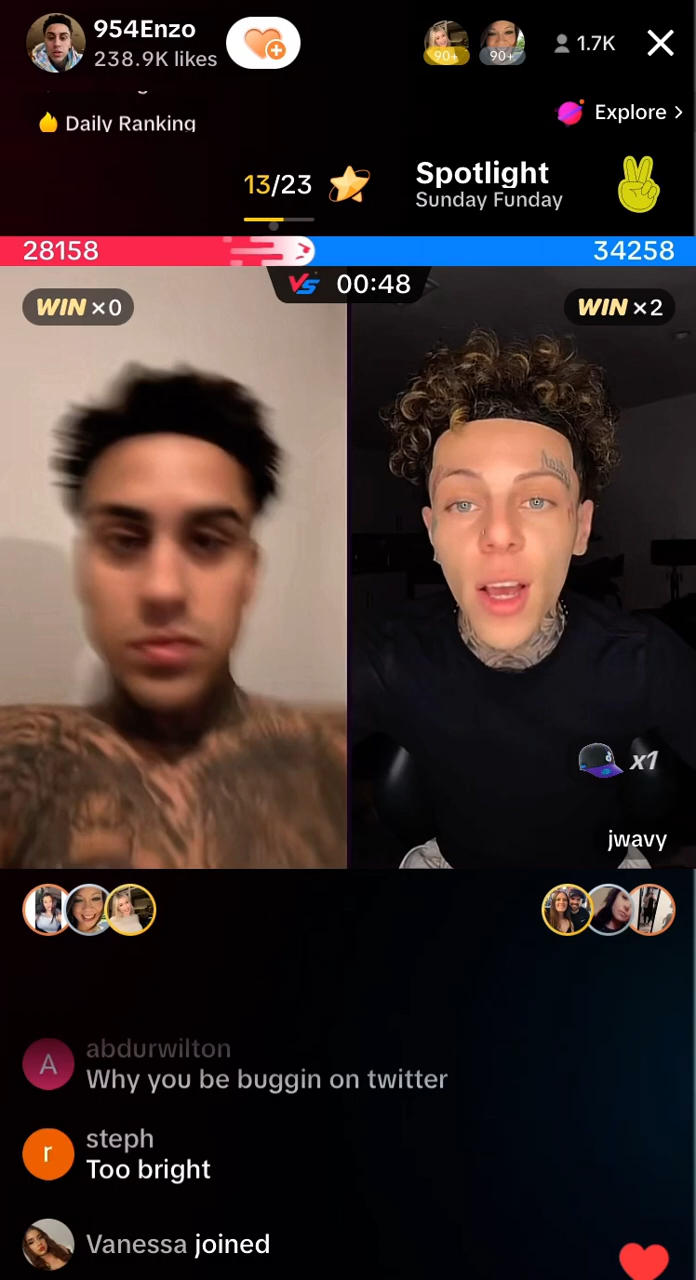 954Enzo
238.9K likes
90+
90+
1.7K
Daily Ranking
Explore >
13/23
Spotlight
Sunday Funday
28158
34258
VS 00:48
WIN ×0
WIN ×2
x1
jwavy
A
abdurwilton
Why you be buggin on twitter
r
steph
Too bright
Vanessa joined